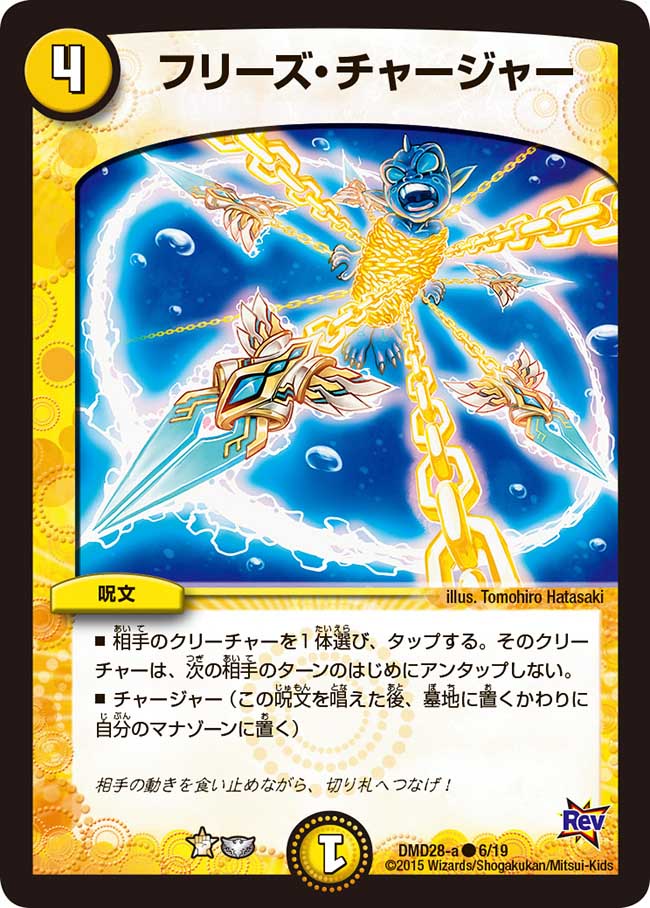 4
フリーズ・チャージャー
呪文
illus. Tomohiro Hatasaki
■ 相手のクリーチャーを1体選び、タップする。そのクリー
チャーは、次の相手のターンのはじめにアンタップしない。
■ チャージャー(この呪文を唱えた後、墓地に置くかわりに
自分のマナゾーンに置く)
相手の動きを食い止めながら、切り札へつなげ!
1
Rev
DMD28-a●6/19
©2015 Wizards/Shogakukan/Mitsui-Kids